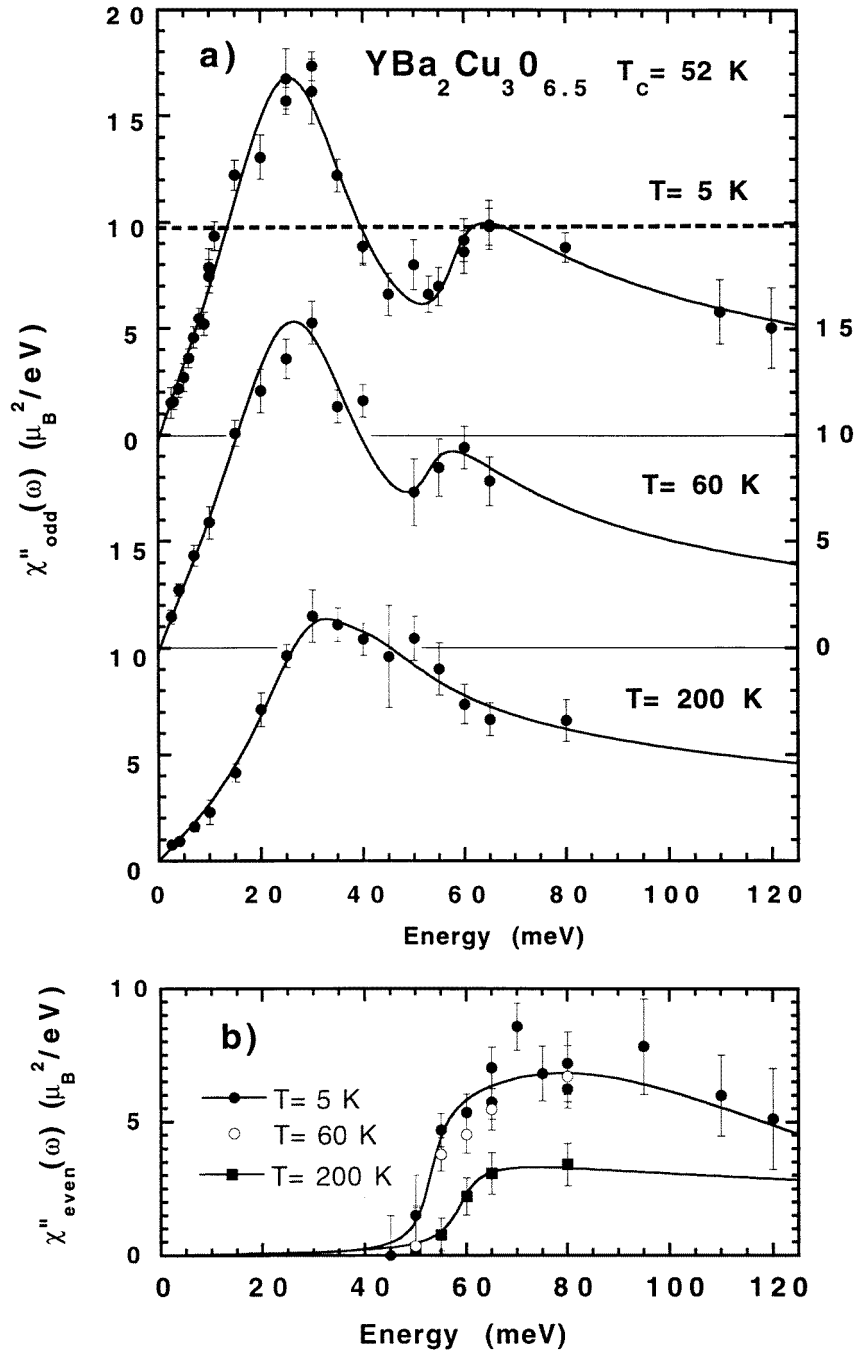 a) YBa2Cu3O6.5 Tc= 52 K
T= 5 K
T= 60 K
T= 200 K
χ"odd(ω) (μB²/eV)
20
15
10
5
0
15
10
5
0
15
10
5
0
0 20 40 60 80 100 120
Energy (meV)
b)
T= 5 K
T= 60 K
T= 200 K
χ"even(ω) (μB²/eV)
10
5
0
0 20 40 60 80 100 120
Energy (meV)